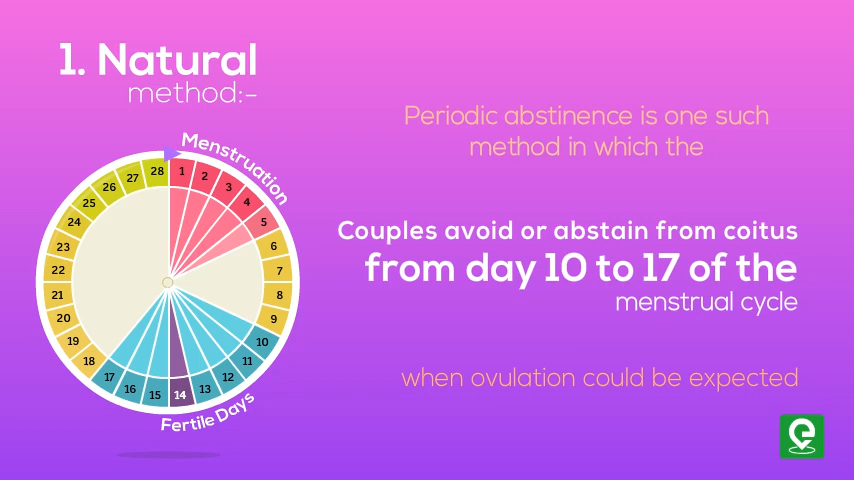 1. Natural
method:-
Periodic abstinence is one such
method in which the
Couples avoid or abstain from coitus
from day 10 to 17 of the
menstrual cycle
when ovulation could be expected
Menstruation
1
2
3
4
5
6
7
8
9
10
11
12
13
14
15
16
17
18
19
20
21
22
23
24
25
26
27
28
Fertile Days